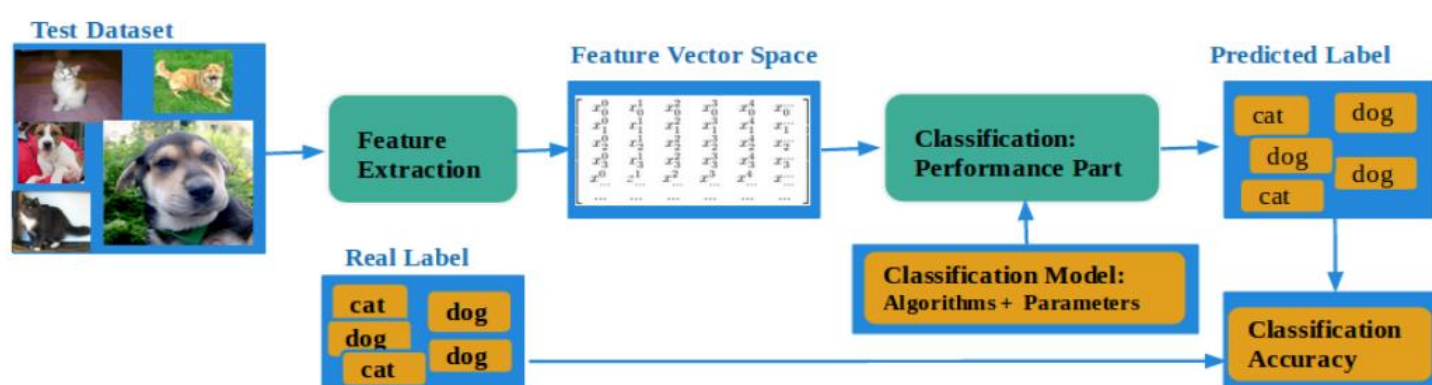 Test Dataset
Feature Vector Space
Predicted Label
Feature
Extraction
Classification:
Performance Part
cat
dog
dog
dog
cat
Real Label
cat
dog
dog
cat
dog
Classification Model:
Algorithms + Parameters
Classification
Accuracy